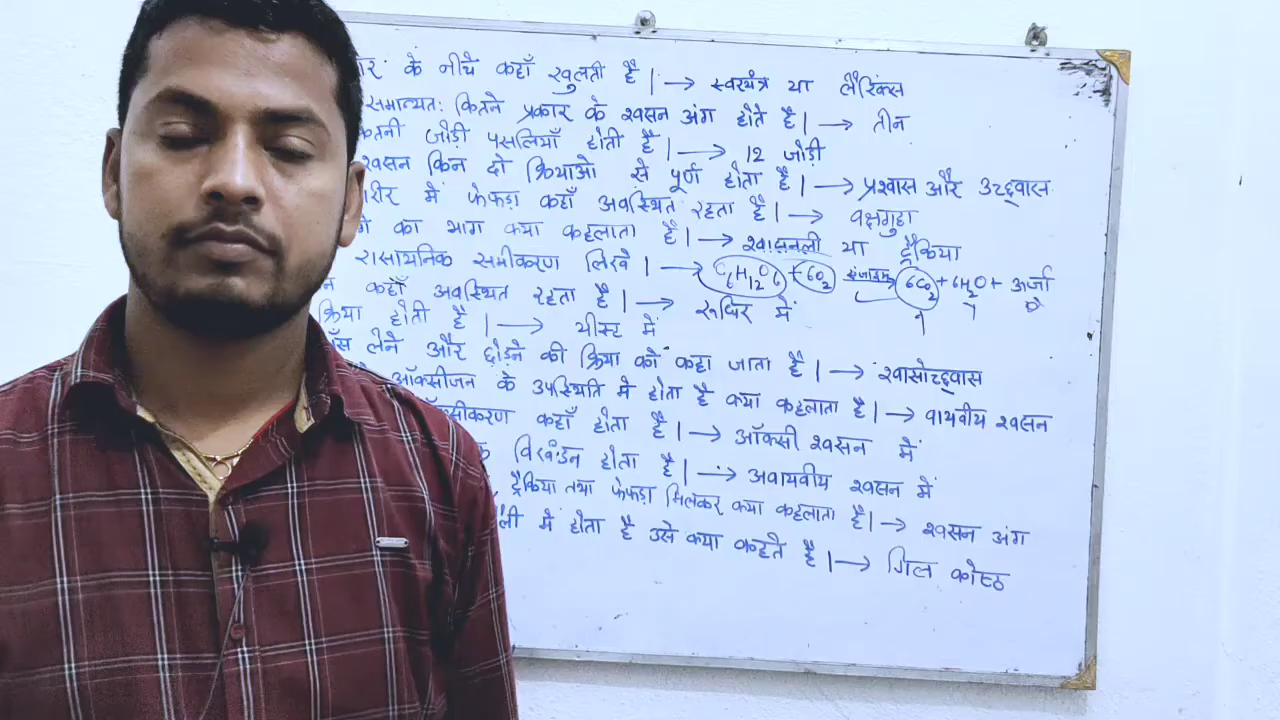 के नीचे कहाँ खुलती है |→ स्वरयंत्र या लैरिंक्स
समान्यतः कितने प्रकार के श्वसन अंग होते है |→ तीन
कितनी जोड़ी पसलियाँ होती है |→ 12 जोड़ी
श्वसन किन दो क्रियाओ से पूर्ण होता है |→ प्रश्वास और उच्छ्वास
में फेफड़ा कहाँ अवस्थित रहता है |→ वक्षगुहा
का भाग क्या कहलाता है |→ श्वासनली या ट्रैकिया
रासायनिक समीकरण लिखे |→ C6H12O6 + 6O2 → 6CO2 + 6H2O + ऊर्जा
कहाँ अवस्थित रहता है |→ रूधिर में
क्रिया होती है |→ यीस्ट में
लेने और छोड़ने की क्रिया को कहा जाता है |→ श्वासोच्छ्वास
ऑक्सीजन के उपस्थिति मे होता है क्या कहलाता है |→ वायवीय श्वसन
कहाँ होता है |→ ऑक्सी श्वसन में
विखंडन होता है |→ अवायवीय श्वसन में
ट्रैकिया तथा फेफड़ा मिलकर क्या कहलाता है |→ श्वसन अंग
में होता है उसे क्या कहते है |→ गिल कोष्ठ